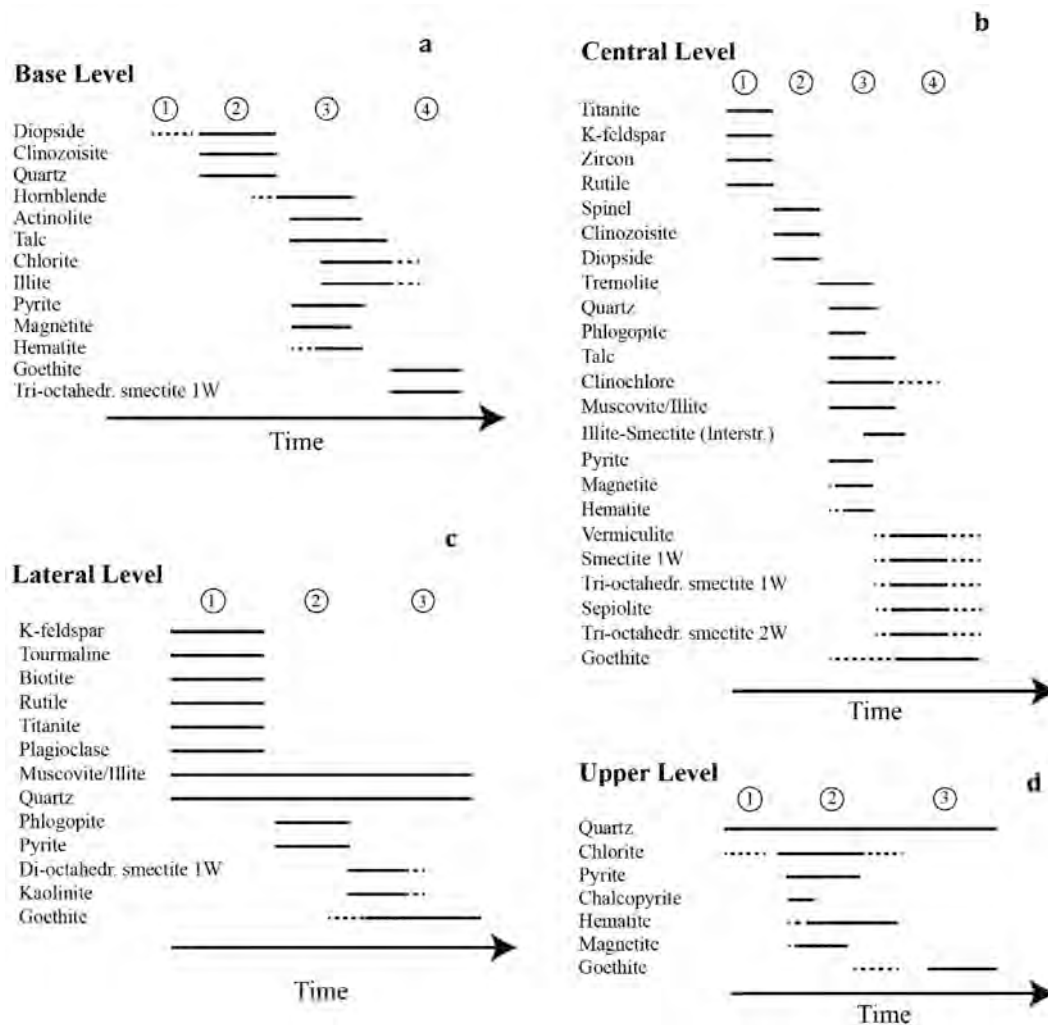 a
Base Level
① ② ③ ④
Diopside
Clinozoisite
Quartz
Hornblende
Actinolite
Talc
Chlorite
Illite
Pyrite
Magnetite
Hematite
Goethite
Tri-octahedr. smectite 1W
Time
b
Central Level
① ② ③ ④
Titanite
K-feldspar
Zircon
Rutile
Spinel
Clinozoisite
Diopside
Tremolite
Quartz
Phlogopite
Talc
Clinochlore
Muscovite/Illite
Illite-Smectite (Interstr.)
Pyrite
Magnetite
Hematite
Vermiculite
Smectite 1W
Tri-octahedr. smectite 1W
Sepiolite
Tri-octahedr. smectite 2W
Goethite
Time
c
Lateral Level
① ② ③
K-feldspar
Tourmaline
Biotite
Rutile
Titanite
Plagioclase
Muscovite/Illite
Quartz
Phlogopite
Pyrite
Di-octahedr. smectite 1W
Kaolinite
Goethite
Time
Upper Level
d
① ② ③
Quartz
Chlorite
Pyrite
Chalcopyrite
Hematite
Magnetite
Goethite
Time